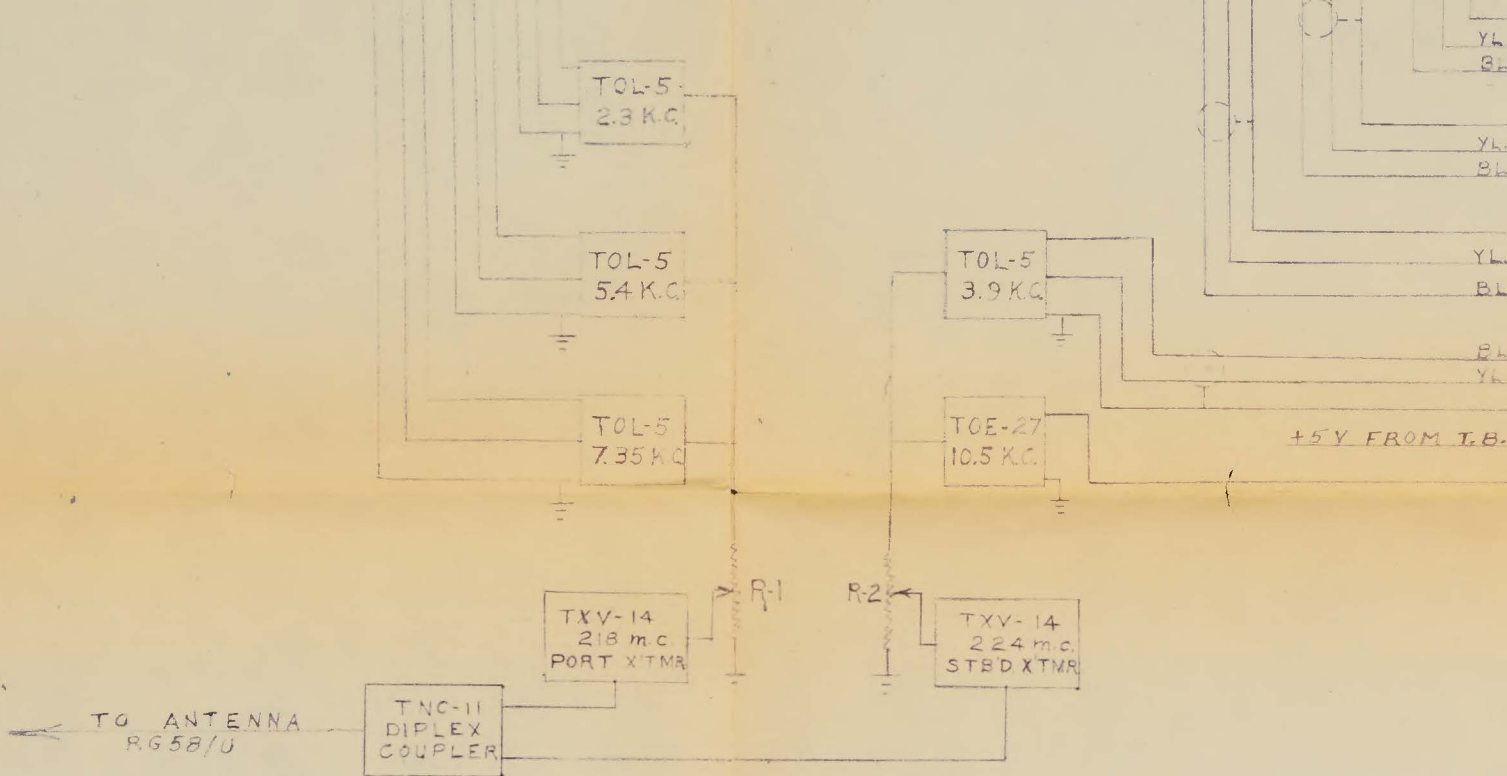 TOL-5
2.3 K.C.
TOL-5
5.4 K.C.
TOL-5
7.35 K.C
TOL-5
3.9 K.C.
TOE-27
10.5 K.C.
YL
BL
YL.
BL
YL.
BL
BL
YL
+5 V FROM T.B.
R-1
R-2
TXV-14
218 m.c.
PORT X'TMR
TXV-14
224 m.c.
STB'D. X'TMR
TNC-11
DIPLEX
COUPLER
TO ANTENNA
RG58/U